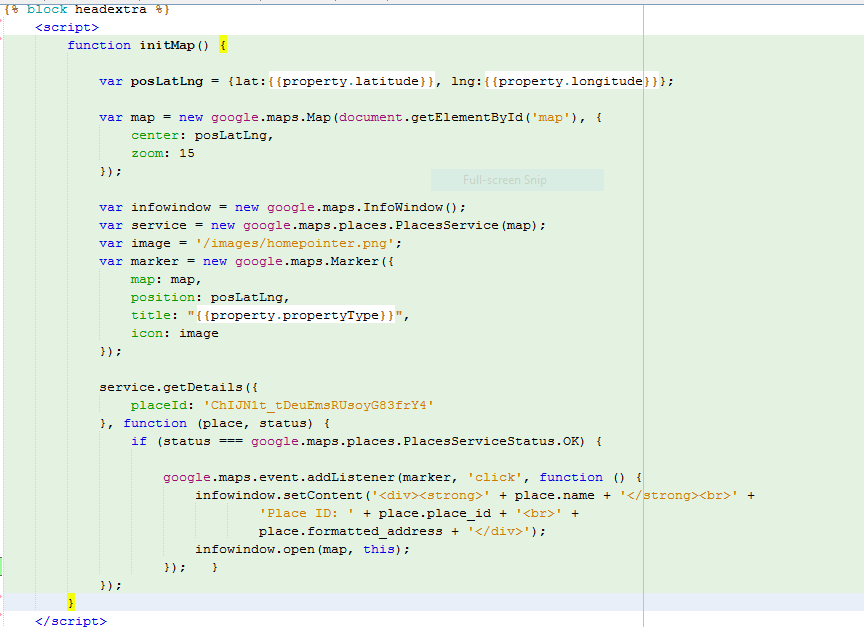 {% block headextra %}
<script>
function initMap() {
var posLatLng = {lat:{{property.latitude}}, lng:{{property.longitude}}};
var map = new google.maps.Map(document.getElementById('map'), {
center: posLatLng,
zoom: 15
});
Full-screen Snip
var infowindow = new google.maps.InfoWindow();
var service = new google.maps.places.PlacesService(map);
var image = '/images/homepointer.png';
var marker = new google.maps.Marker({
map: map,
position: posLatLng,
title: "{{property.propertyType}}",
icon: image
});
service.getDetails({
placeId: 'ChIJN1t_tDeuEmsRUsoyG83frY4'
}, function (place, status) {
if (status === google.maps.places.PlacesServiceStatus.OK) {
google.maps.event.addListener(marker, 'click', function () {
infowindow.setContent('<div><strong>' + place.name + '</strong><br>' +
'Place ID: ' + place.place_id + '<br>' +
place.formatted_address + '</div>');
infowindow.open(map, this);
}); }
});
}
</script>